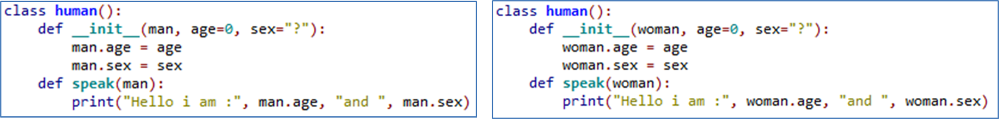 class human():
    def __init__(man, age=0, sex="?"):
        man.age = age
        man.sex = sex
    def speak(man):
        print("Hello i am :", man.age, "and ", man.sex)
class human():
    def __init__(woman, age=0, sex="?"):
        woman.age = age
        woman.sex = sex
    def speak(woman):
        print("Hello i am :", woman.age, "and ", woman.sex)